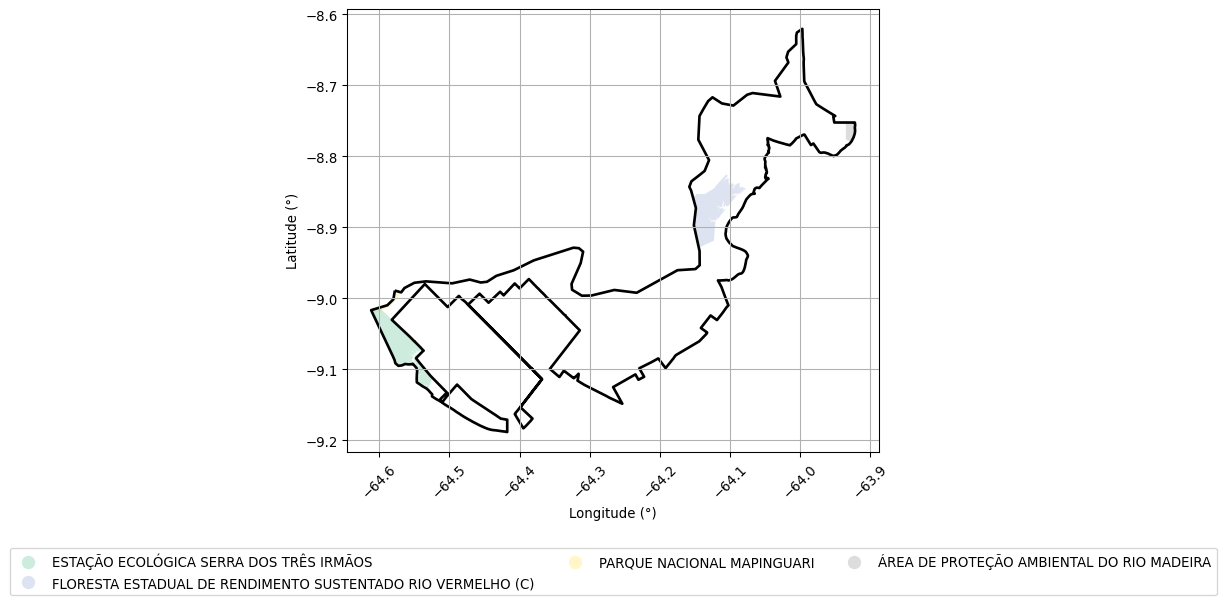 −8.6
−8.7
−8.8
−8.9
−9.0
−9.1
−9.2
Latitude (°)
−64.6
−64.5
−64.4
−64.3
−64.2
−64.1
−64.0
−63.9
Longitude (°)
ESTAÇÃO ECOLÓGICA SERRA DOS TRÊS IRMÃOS
FLORESTA ESTADUAL DE RENDIMENTO SUSTENTADO RIO VERMELHO (C)
PARQUE NACIONAL MAPINGUARI
ÁREA DE PROTEÇÃO AMBIENTAL DO RIO MADEIRA